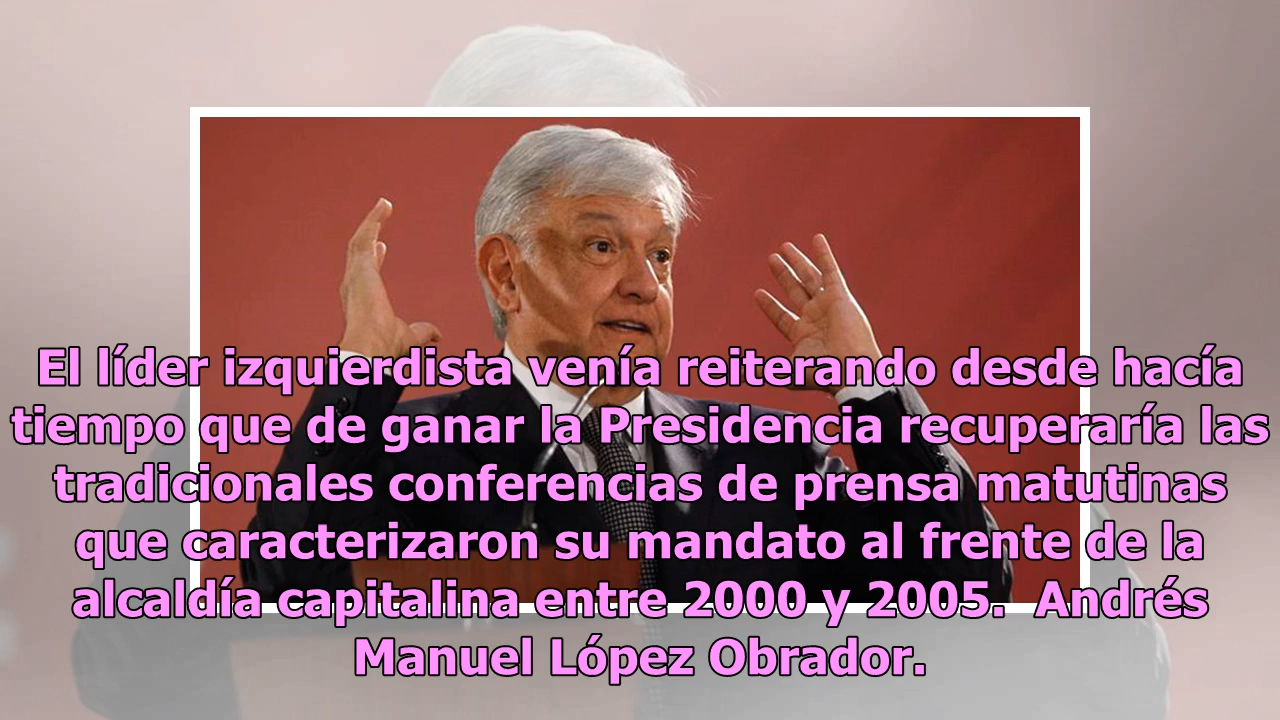 El líder izquierdista venía reiterando desde hacía
tiempo que de ganar la Presidencia recuperaría las
tradicionales conferencias de prensa matutinas
que caracterizaron su mandato al frente de la
alcaldía capitalina entre 2000 y 2005.  Andrés
Manuel López Obrador.